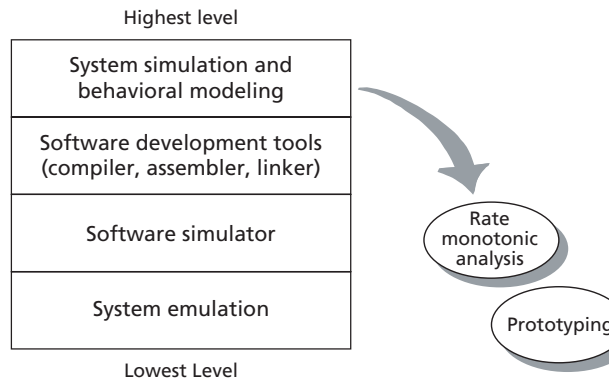 Highest level
System simulation and
behavioral modeling
Software development tools
(compiler, assembler, linker)
Software simulator
System emulation
Lowest Level
Rate
monotonic
analysis
Prototyping